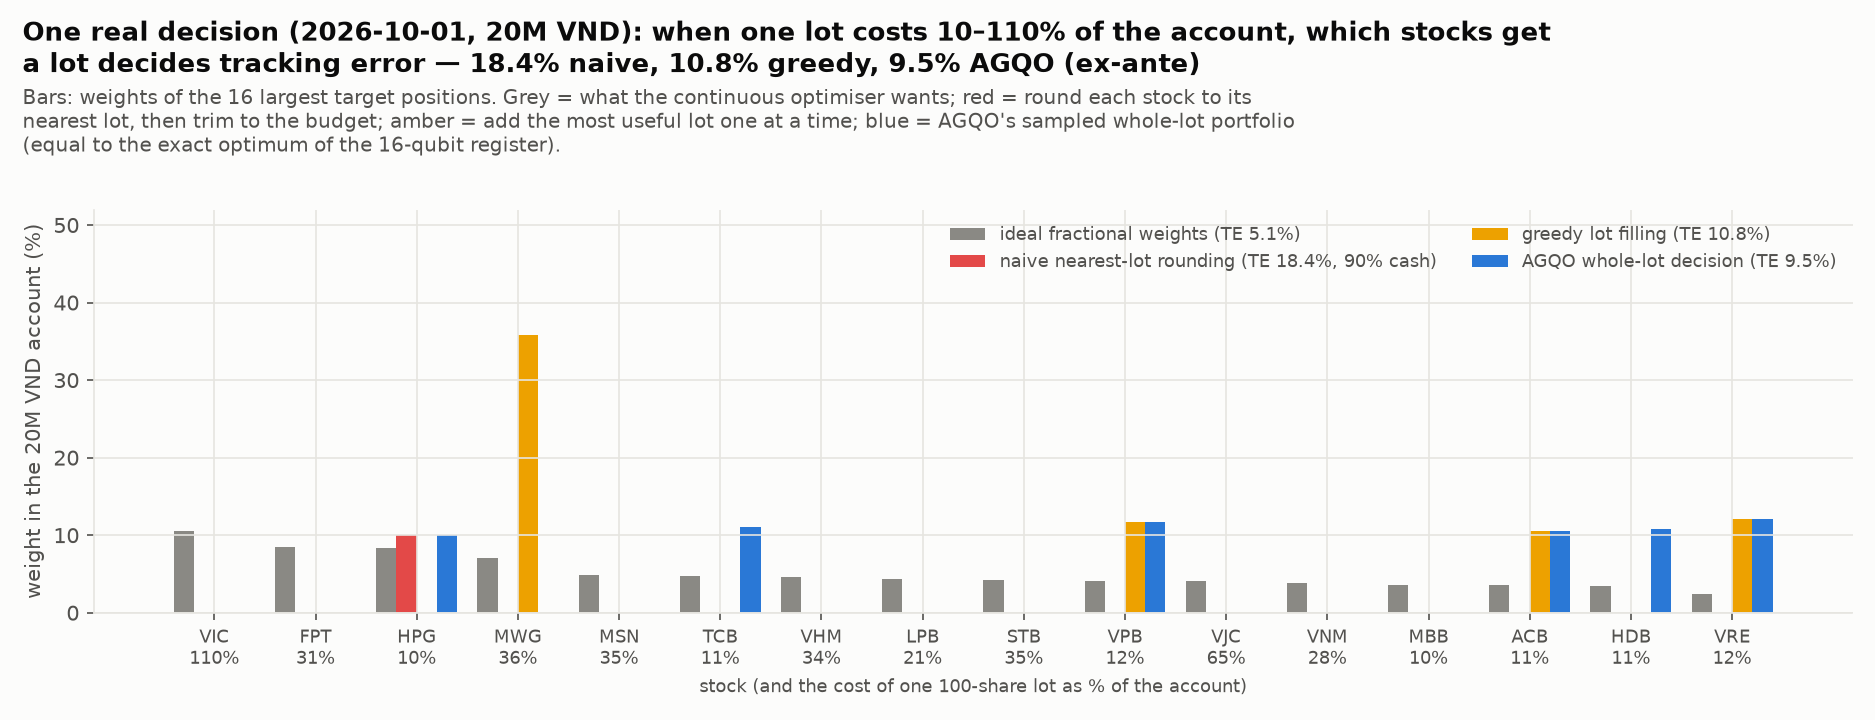 One real decision (2026-10-01, 20M VND): when one lot costs 10–110% of the account, which stocks get
a lot decides tracking error — 18.4% naive, 10.8% greedy, 9.5% AGQO (ex-ante)
Bars: weights of the 16 largest target positions. Grey = what the continuous optimiser wants; red = round each stock to its
nearest lot, then trim to the budget; amber = add the most useful lot one at a time; blue = AGQO's sampled whole-lot portfolio
(equal to the exact optimum of the 16-qubit register).
ideal fractional weights (TE 5.1%)
naive nearest-lot rounding (TE 18.4%, 90% cash)
greedy lot filling (TE 10.8%)
AGQO whole-lot decision (TE 9.5%)
weight in the 20M VND account (%)
50
40
30
20
10
0
VIC FPT HPG MWG MSN TCB VHM LPB STB VPB VJC VNM MBB ACB HDB VRE
110% 31% 10% 36% 35% 11% 34% 21% 35% 12% 65% 28% 10% 11% 11% 12%
stock (and the cost of one 100-share lot as % of the account)